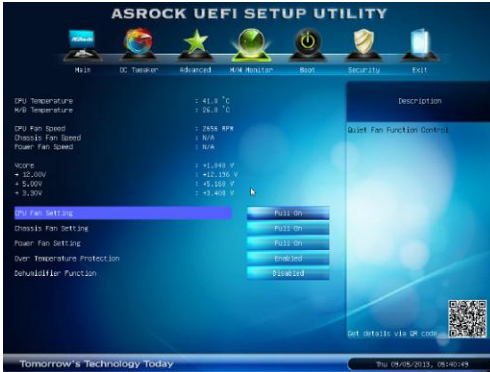 ASROCK UEFI SETUP UTILITY
Main OC Tweaker Advanced H/W Monitor Boot Security Exit
CPU Temperature : 41.0 °C
M/B Temperature : 26.0 °C
CPU Fan Speed : 2656 RPM
Chassis Fan Speed : N/A
Power Fan Speed : N/A
Vcore : +1.048 V
+ 12.00V : +12.196 V
+ 5.00V : +5.160 V
+ 3.30V : +3.408 V
CPU Fan Setting Full On
Chassis Fan Setting Full On
Power Fan Setting Full On
Over Temperature Protection Enabled
Dehumidifier Function Disabled
Description
Quiet Fan Function Control
Get details via QR code
Tomorrow's Technology Today
Thu 09/05/2013, 05:40:49